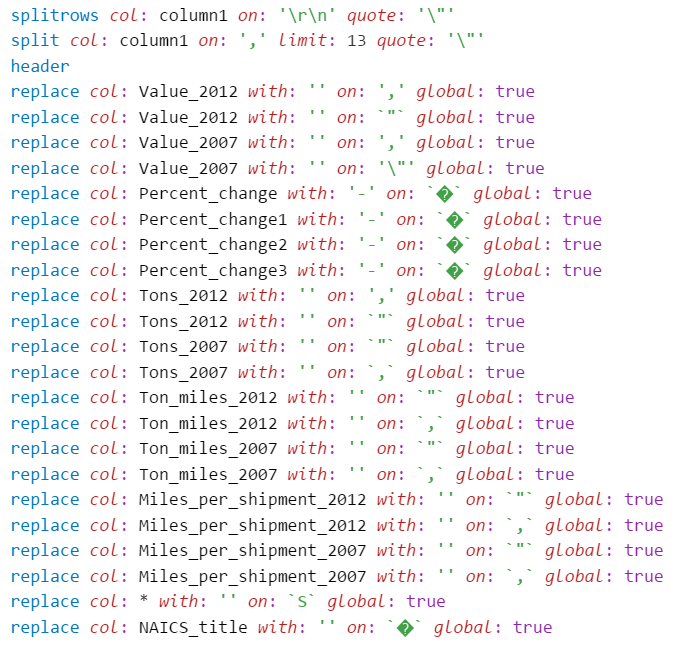 splitrows col: column1 on: '\r\n' quote: '\"'
split col: column1 on: ',' limit: 13 quote: '\"'
header
replace col: Value_2012 with: '' on: ',' global: true
replace col: Value_2012 with: '' on: `"` global: true
replace col: Value_2007 with: '' on: ',' global: true
replace col: Value_2007 with: '' on: '\"' global: true
replace col: Percent_change with: '-' on: `�` global: true
replace col: Percent_change1 with: '-' on: `�` global: true
replace col: Percent_change2 with: '-' on: `�` global: true
replace col: Percent_change3 with: '-' on: `�` global: true
replace col: Tons_2012 with: '' on: ',' global: true
replace col: Tons_2012 with: '' on: `"` global: true
replace col: Tons_2007 with: '' on: `"` global: true
replace col: Tons_2007 with: '' on: `,` global: true
replace col: Ton_miles_2012 with: '' on: `"` global: true
replace col: Ton_miles_2012 with: '' on: `,` global: true
replace col: Ton_miles_2007 with: '' on: `"` global: true
replace col: Ton_miles_2007 with: '' on: `,` global: true
replace col: Miles_per_shipment_2012 with: '' on: `"` global: true
replace col: Miles_per_shipment_2012 with: '' on: `,` global: true
replace col: Miles_per_shipment_2007 with: '' on: `"` global: true
replace col: Miles_per_shipment_2007 with: '' on: `,` global: true
replace col: * with: '' on: `S` global: true
replace col: NAICS_title with: '' on: `�` global: true